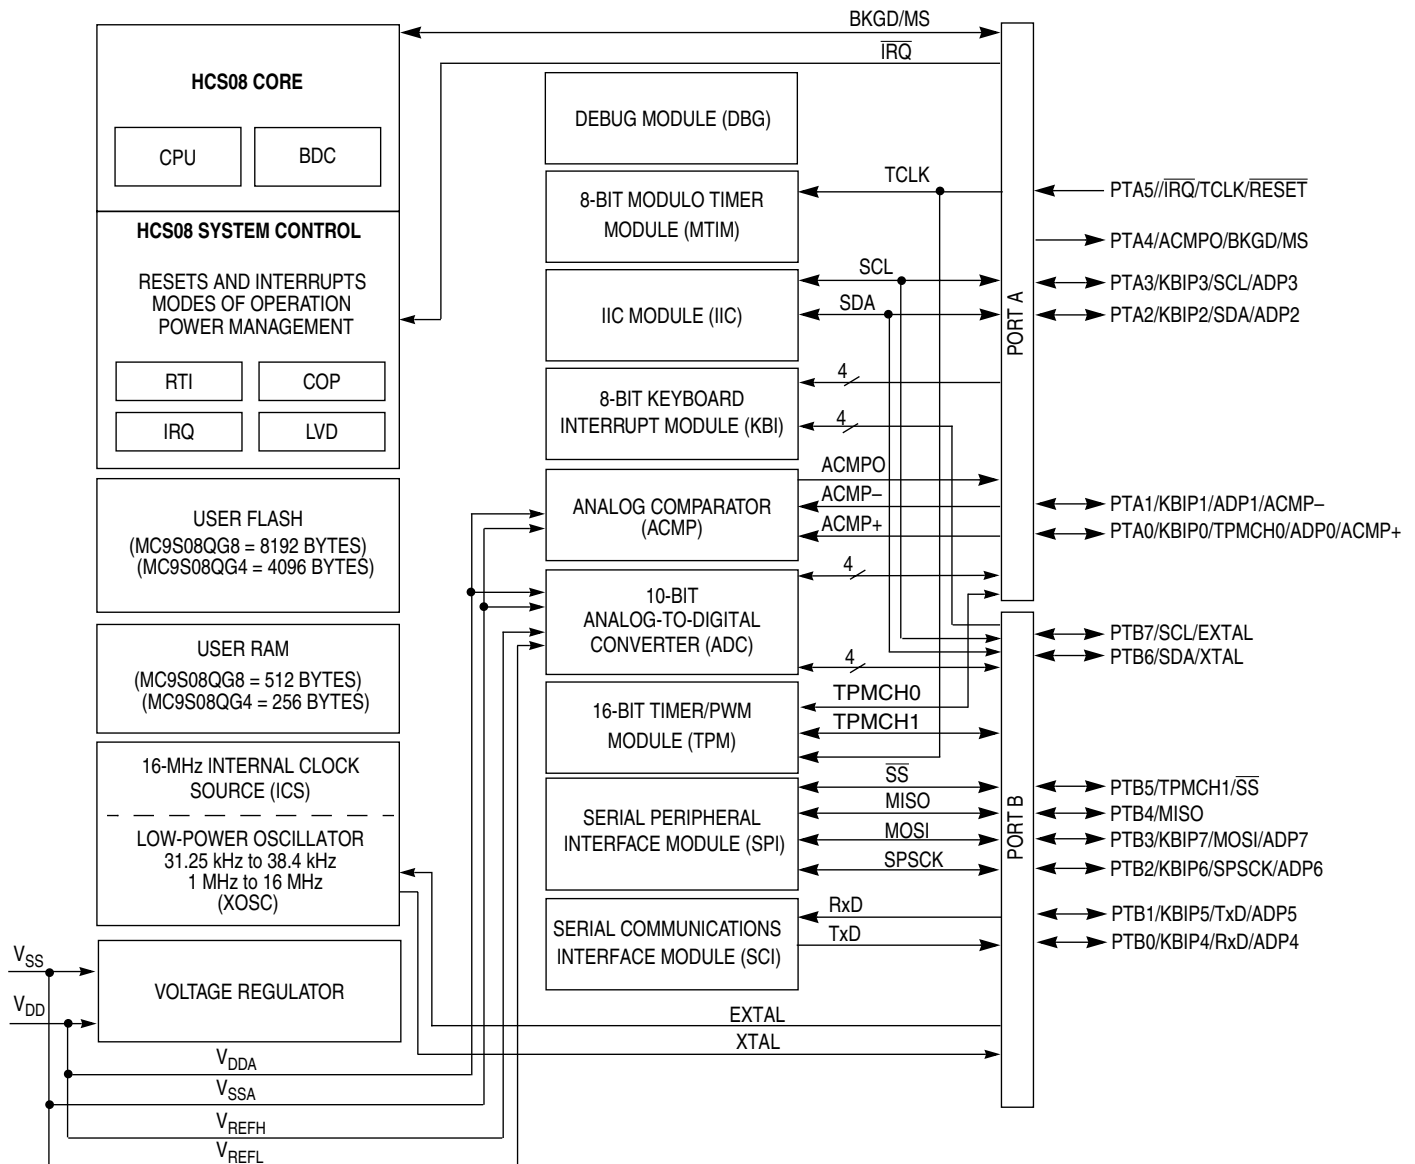 BKGD/MS
IRQ
HCS08 CORE
CPU
BDC
HCS08 SYSTEM CONTROL
RESETS AND INTERRUPTS
MODES OF OPERATION
POWER MANAGEMENT
RTI
COP
IRQ
LVD
USER FLASH
(MC9S08QG8 = 8192 BYTES)
(MC9S08QG4 = 4096 BYTES)
USER RAM
(MC9S08QG8 = 512 BYTES)
(MC9S08QG4 = 256 BYTES)
16-MHz INTERNAL CLOCK
SOURCE (ICS)
LOW-POWER OSCILLATOR
31.25 kHz to 38.4 kHz
1 MHz to 16 MHz
(XOSC)
VSS
VDD
VOLTAGE REGULATOR
VDDA
VSSA
VREFH
VREFL
DEBUG MODULE (DBG)
8-BIT MODULO TIMER
MODULE (MTIM)
TCLK
IIC MODULE (IIC)
SCL
SDA
8-BIT KEYBOARD
INTERRUPT MODULE (KBI)
4
4
ANALOG COMPARATOR
(ACMP)
ACMPO
ACMP–
ACMP+
10-BIT
ANALOG-TO-DIGITAL
CONVERTER (ADC)
4
4
16-BIT TIMER/PWM
MODULE (TPM)
TPMCH0
TPMCH1
SERIAL PERIPHERAL
INTERFACE MODULE (SPI)
SS
MISO
MOSI
SPSCK
SERIAL COMMUNICATIONS
INTERFACE MODULE (SCI)
RxD
TxD
EXTAL
XTAL
PORT A
PORT B
PTA5//IRQ/TCLK/RESET
PTA4/ACMPO/BKGD/MS
PTA3/KBIP3/SCL/ADP3
PTA2/KBIP2/SDA/ADP2
PTA1/KBIP1/ADP1/ACMP–
PTA0/KBIP0/TPMCH0/ADP0/ACMP+
PTB7/SCL/EXTAL
PTB6/SDA/XTAL
PTB5/TPMCH1/SS
PTB4/MISO
PTB3/KBIP7/MOSI/ADP7
PTB2/KBIP6/SPSCK/ADP6
PTB1/KBIP5/TxD/ADP5
PTB0/KBIP4/RxD/ADP4